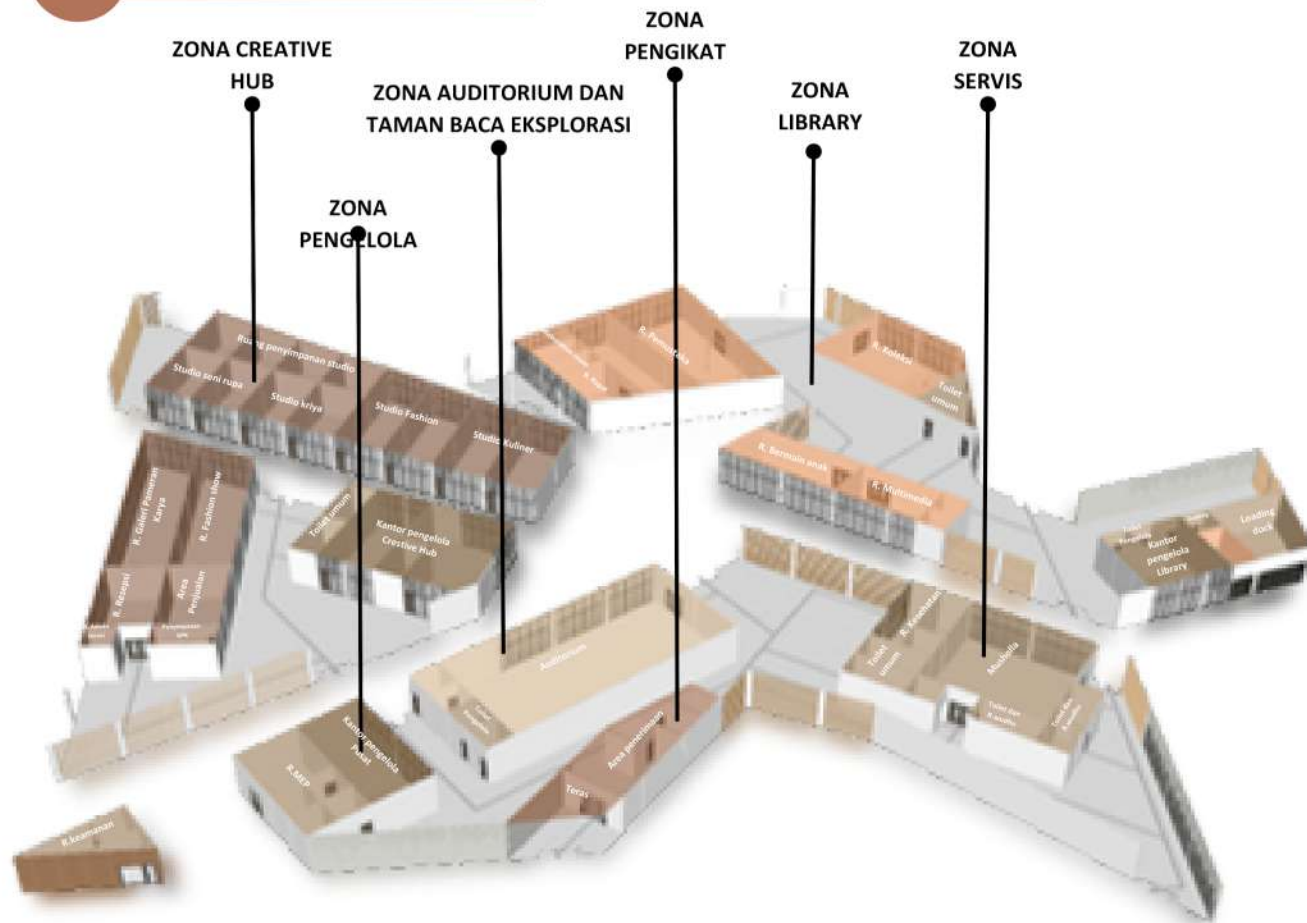 ZONA CREATIVE
HUB
ZONA
PENGELOLA
ZONA AUDITORIUM DAN
TAMAN BACA EKSPLORASI
ZONA
PENGIKAT
ZONA
LIBRARY
ZONA
SERVIS
Ruang penyimpanan studio
Studio seni rupa
Studio kriya
Studio Fashion
Studio Kuliner
R. Pemustaka
R. Koleksi
Toilet
umum
R. Bermain anak
R. Multimedia
R. Galeri Pameran
Karya
R. Fashion show
R. Resepsi
Area
Penjualan
Toilet umum
Kantor pengelola
Crestive Hub
Loading
dock
Kantor
pengelola
Library
Auditorium
R. Kesehatan
Toilet
umum
Musholla
Kantor pengelola
Pusat
R.MEP
Area penerimaan
Teras
R.keamanan